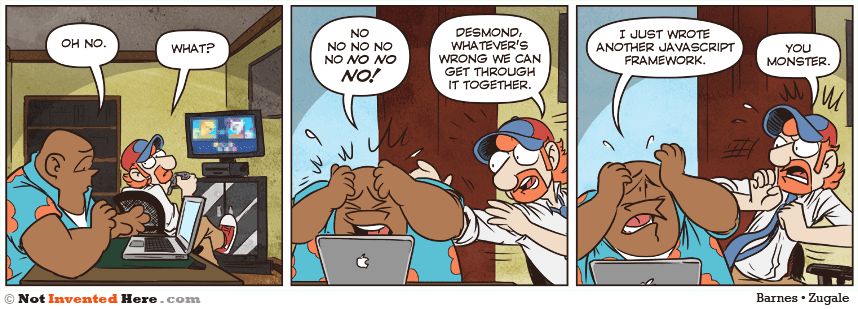 OH NO.
WHAT?
NO
NO NO NO
NO NO NO
NO!
DESMOND,
WHATEVER'S
WRONG WE CAN
GET THROUGH
IT TOGETHER.
I JUST WROTE
ANOTHER JAVASCRIPT
FRAMEWORK.
YOU
MONSTER.
© Not Invented Here.com
Barnes • Zugale